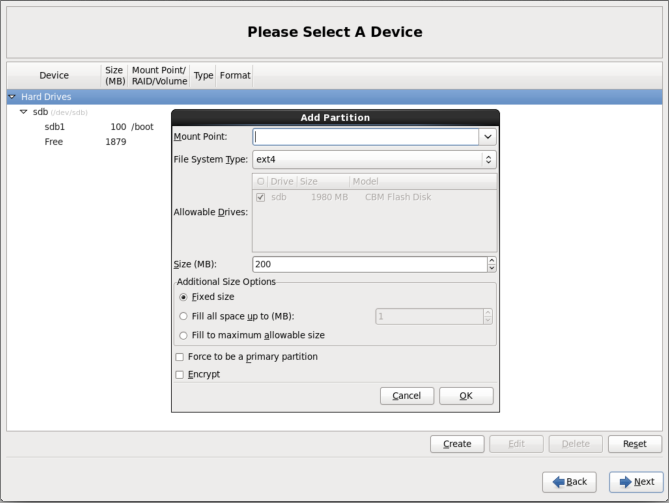 Please Select A Device
Device Size (MB) Mount Point/ RAID/Volume Type Format
Hard Drives
sdb (/dev/sdb)
sdb1 100 /boot
Free 1879
Add Partition
Mount Point:
File System Type: ext4
Drive Size Model
sdb 1980 MB CBM Flash Disk
Allowable Drives:
Size (MB): 200
Additional Size Options
Fixed size
Fill all space up to (MB): 1
Fill to maximum allowable size
Force to be a primary partition
Encrypt
Cancel OK
Create Edit Delete Reset
Back Next